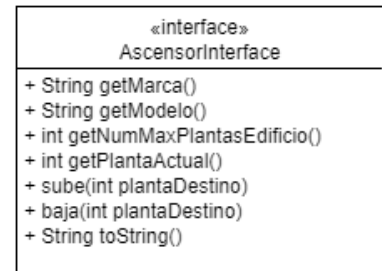 «interface»
AscensorInterface
+ String getMarca()
+ String getModelo()
+ int getNumMaxPlantasEdificio()
+ int getPlantaActual()
+ sube(int plantaDestino)
+ baja(int plantaDestino)
+ String toString()